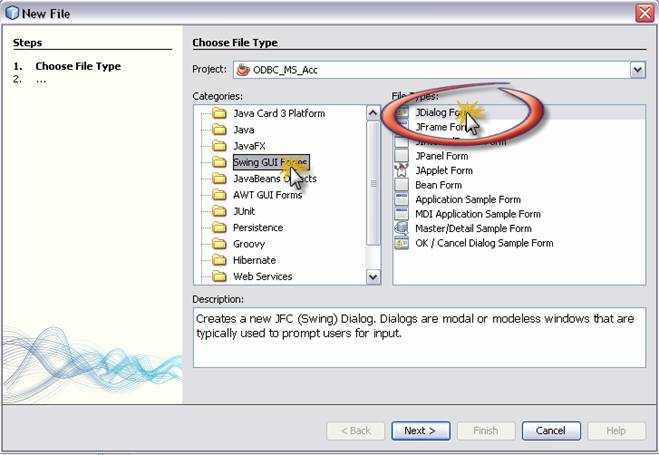 New File
Steps
1. Choose File Type
2. ...
Choose File Type
Project: ODBC_MS_Acc
Categories:
Java Card 3 Platform
Java
JavaFX
Swing GUI Forms
JavaBeans Objects
AWT GUI Forms
JUnit
Persistence
Groovy
Hibernate
Web Services
File Types:
JDialog Form
JFrame Form
JInternalFrame Form
JPanel Form
JApplet Form
Bean Form
Application Sample Form
MDI Application Sample Form
Master/Detail Sample Form
OK / Cancel Dialog Sample Form
Description:
Creates a new JFC (Swing) Dialog. Dialogs are modal or modeless windows that are
typically used to prompt users for input.
< Back Next > Finish Cancel Help